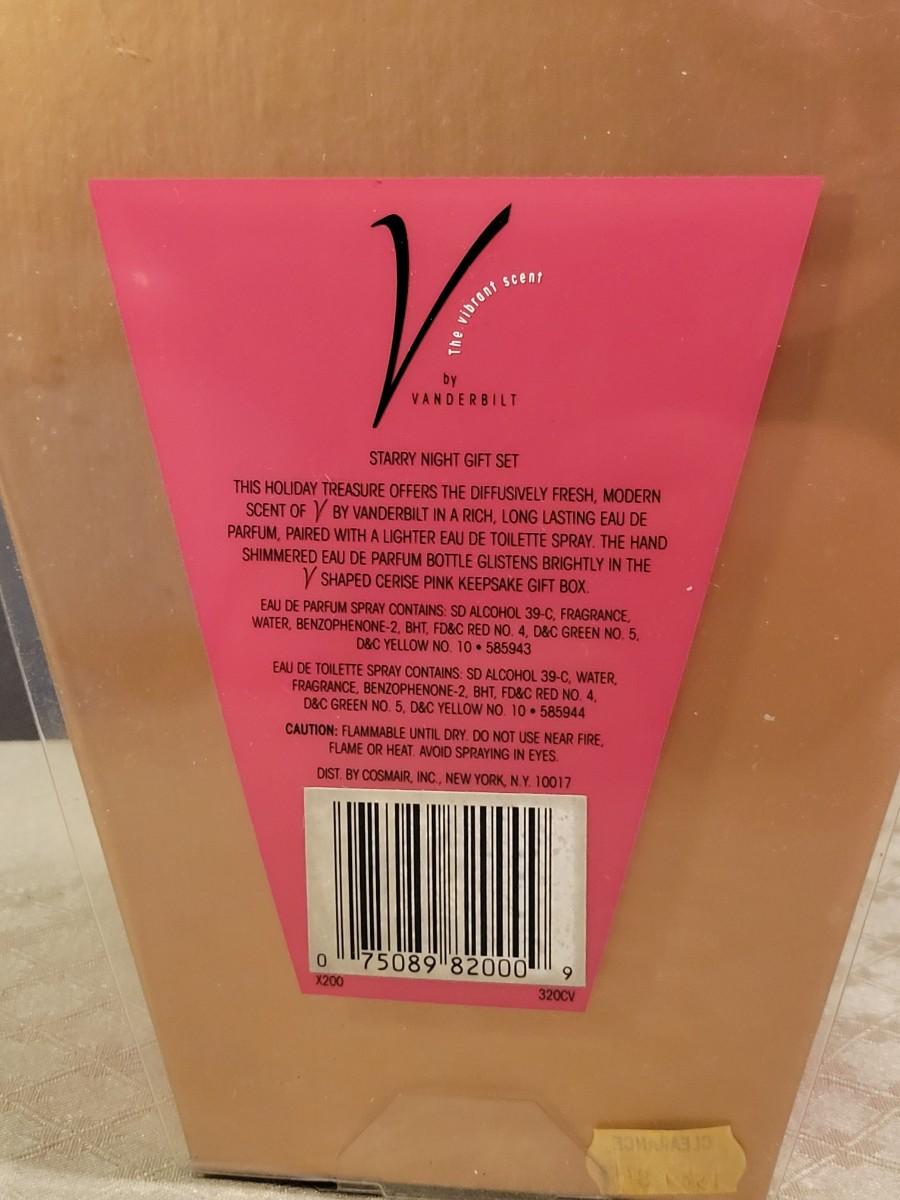 V
The vibrant scent
by
VANDERBILT
STARRY NIGHT GIFT SET
THIS HOLIDAY TREASURE OFFERS THE DIFFUSIVELY FRESH, MODERN
SCENT OF V BY VANDERBILT IN A RICH, LONG LASTING EAU DE
PARFUM, PAIRED WITH A LIGHTER EAU DE TOILETTE SPRAY. THE HAND
SHIMMERED EAU DE PARFUM BOTTLE GLISTENS BRIGHTLY IN THE
V SHAPED CERISE PINK KEEPSAKE GIFT BOX.
EAU DE PARFUM SPRAY CONTAINS: SD ALCOHOL 39-C, FRAGRANCE,
WATER, BENZOPHENONE-2, BHT, FD&C RED NO. 4, D&C GREEN NO. 5,
D&C YELLOW NO. 10 • 585943
EAU DE TOILETTE SPRAY CONTAINS: SD ALCOHOL 39-C, WATER,
FRAGRANCE, BENZOPHENONE-2, BHT, FD&C RED NO. 4,
D&C GREEN NO. 5, D&C YELLOW NO. 10 • 585944
CAUTION: FLAMMABLE UNTIL DRY. DO NOT USE NEAR FIRE,
FLAME OR HEAT. AVOID SPRAYING IN EYES.
DIST. BY COSMAIR, INC., NEW YORK, N.Y. 10017
0 75089 82000 9
X200 320CV
CLEARANCE